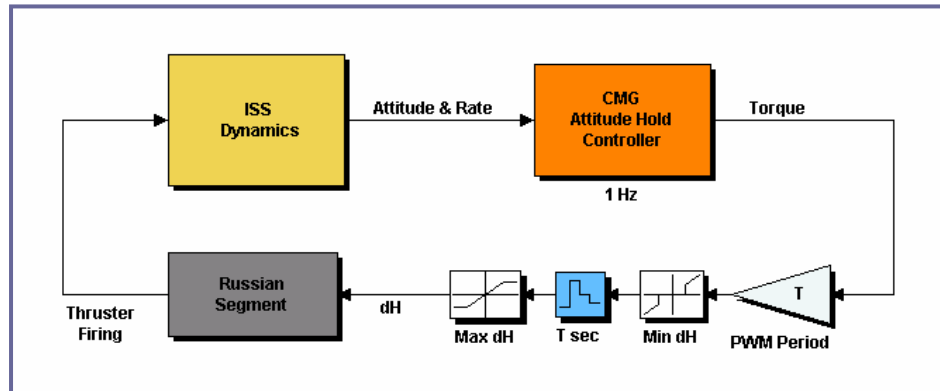 ISS
Dynamics
Attitude & Rate
CMG
Attitude Hold
Controller
Torque
1 Hz
Russian
Segment
Thruster
Firing
dH
Max dH
T sec
Min dH
T
PWM Period